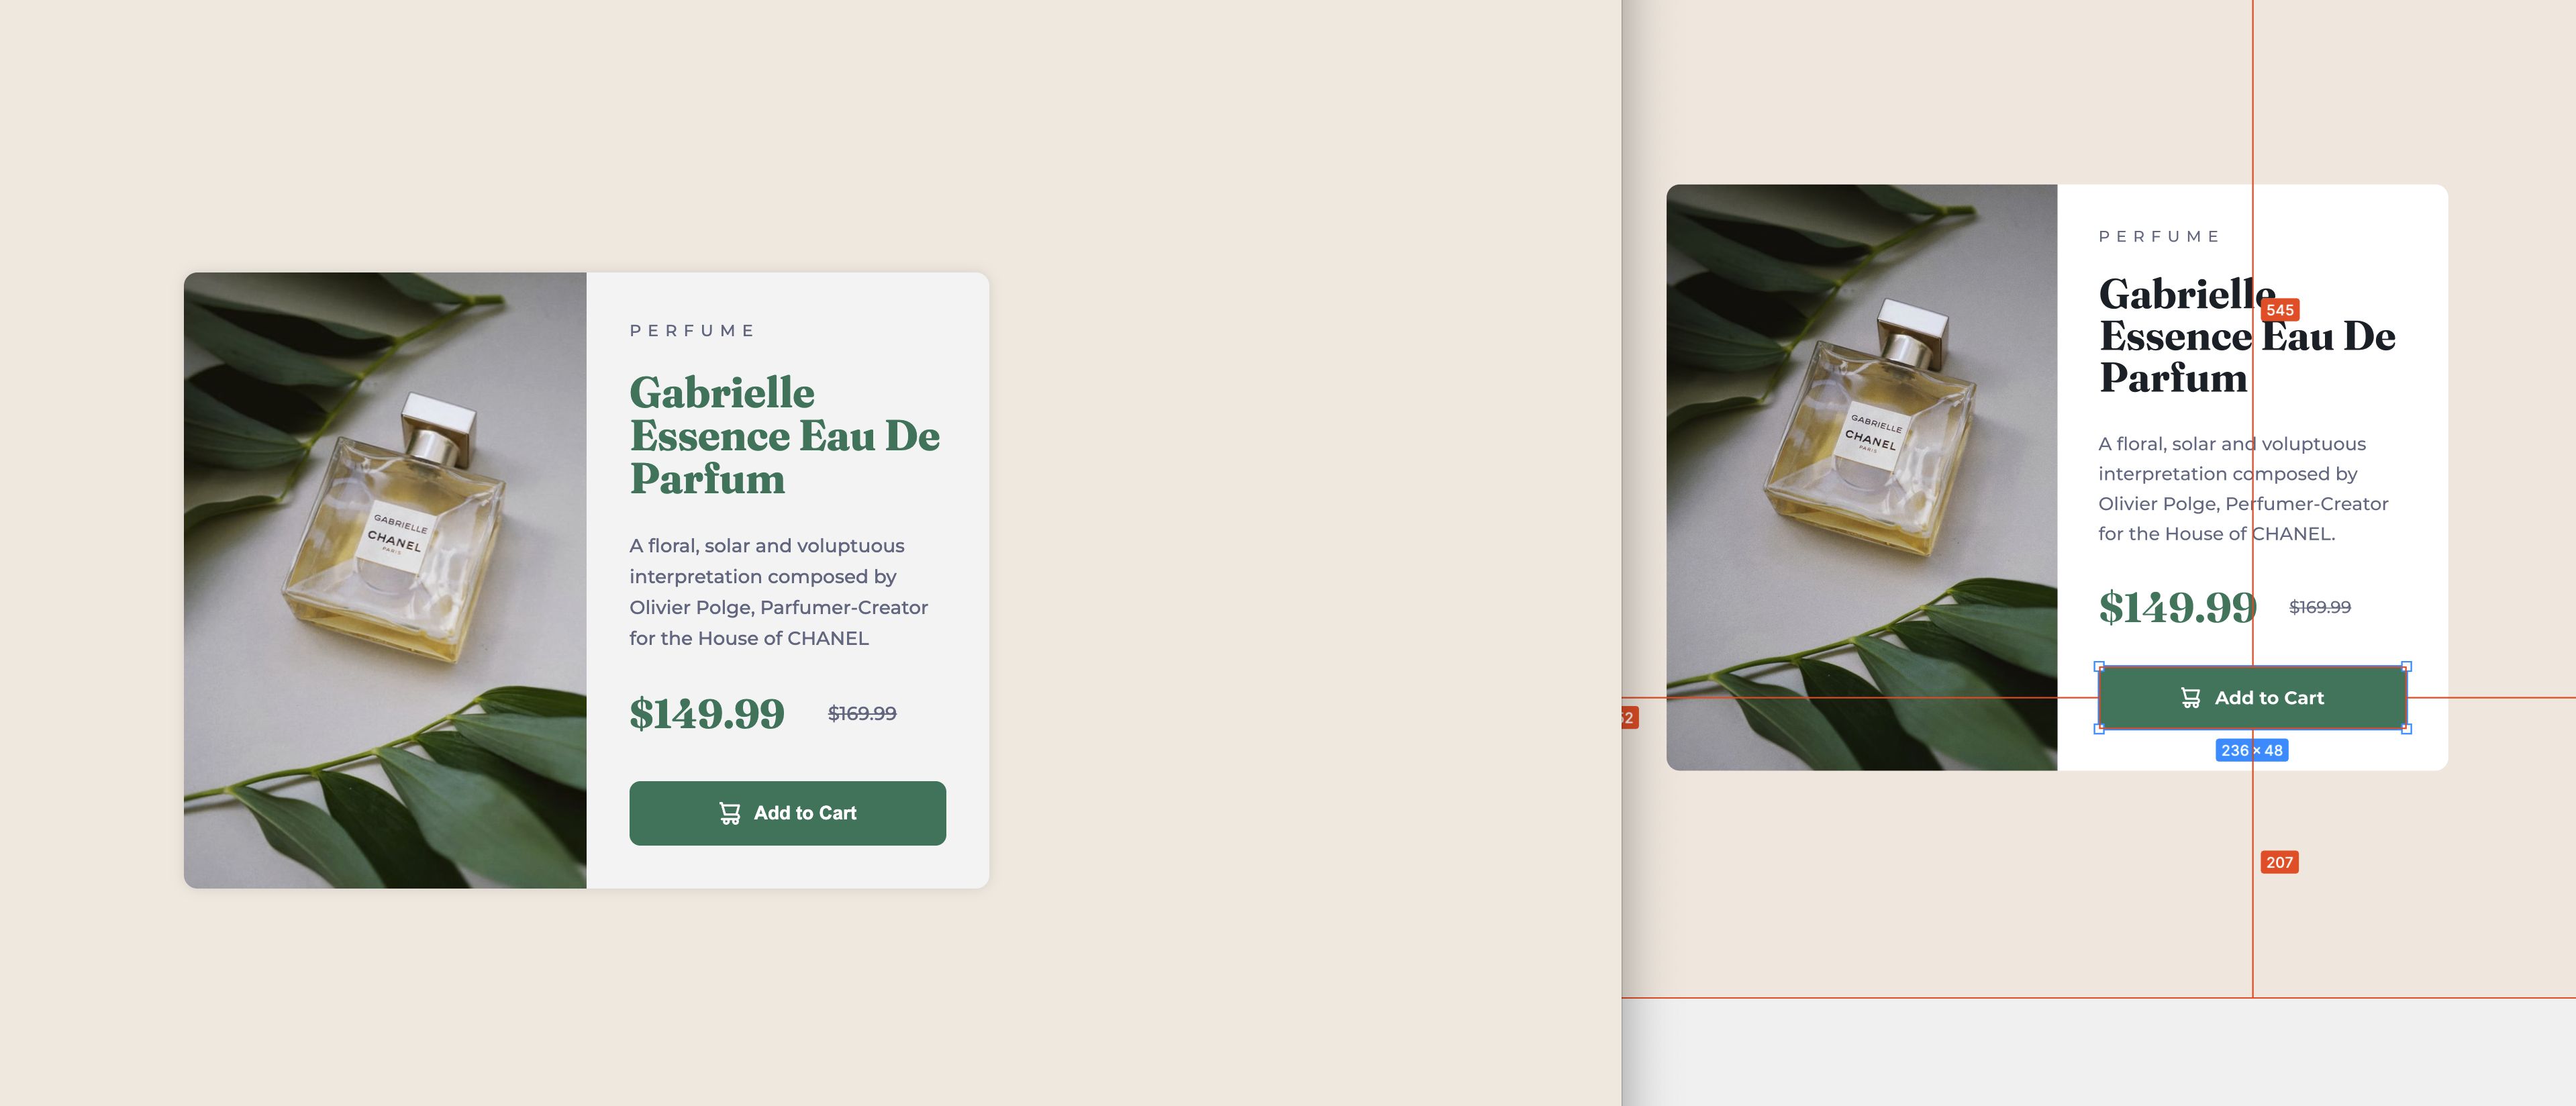 PERFUME
Gabrielle
Essence Eau De
Parfum
A floral, solar and voluptuous
interpretation composed by
Olivier Polge, Parfumer-Creator
for the House of CHANEL
$149.99 $169.99
Add to Cart
GABRIELLE
CHANEL
PARIS
PERFUME
Gabrielle
Essence Eau De
Parfum
545
A floral, solar and voluptuous
interpretation composed by
Olivier Polge, Perfumer-Creator
for the House of CHANEL.
$149.99 $169.99
Add to Cart
236 × 48
207
GABRIELLE
CHANEL
PARIS